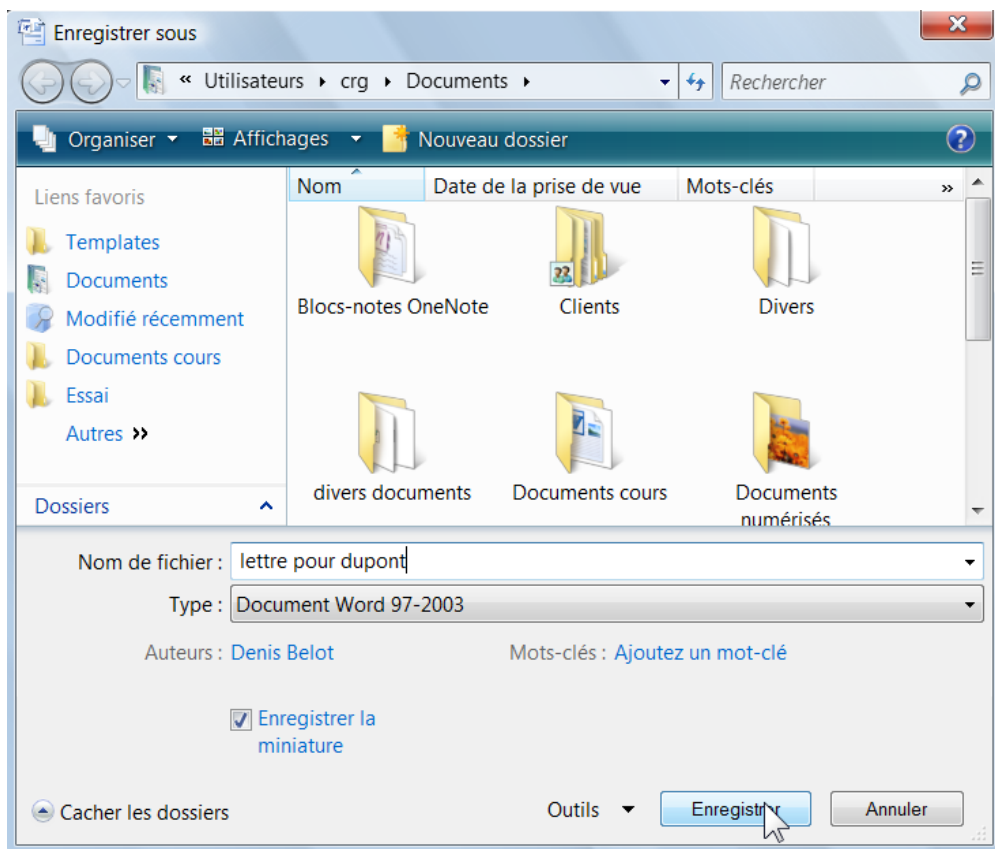 Enregistrer sous
« Utilisateurs ▸ crg ▸ Documents ▸
Rechercher
Organiser
Affichages
Nouveau dossier
Liens favoris
Templates
Documents
Modifié récemment
Documents cours
Essai
Autres »
Dossiers
Nom Date de la prise de vue Mots-clés »
Blocs-notes OneNote Clients Divers
divers documents Documents cours Documents
numérisés
Nom de fichier : lettre pour dupont
Type : Document Word 97-2003
Auteurs : Denis Belot Mots-clés : Ajoutez un mot-clé
Enregistrer la
miniature
Cacher les dossiers Outils Enregistrer Annuler